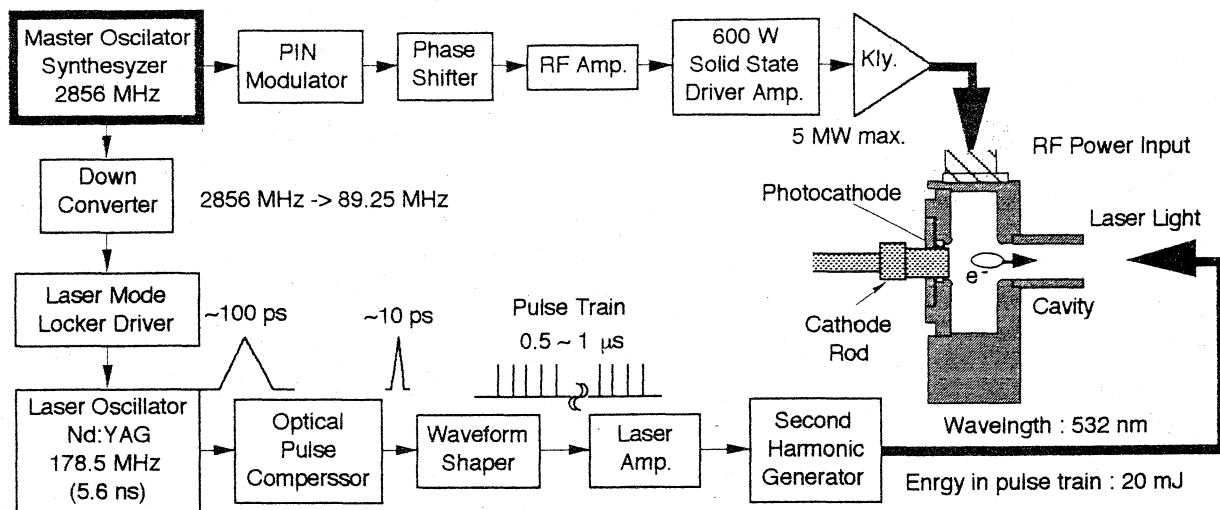 Master Oscilator
Synthesyzer
2856 MHz
PIN
Modulator
Phase
Shifter
RF Amp.
600 W
Solid State
Driver Amp.
Kly.
5 MW max.
RF Power Input
Down
Converter
2856 MHz -> 89.25 MHz
Photocathode
Laser Light
e-
Cavity
Cathode
Rod
Laser Mode
Locker Driver
~100 ps
~10 ps
Pulse Train
0.5 ~ 1 μs
Laser Oscillator
Nd:YAG
178.5 MHz
(5.6 ns)
Optical
Pulse
Comperssor
Waveform
Shaper
Laser
Amp.
Second
Harmonic
Generator
Wavelngth : 532 nm
Enrgy in pulse train : 20 mJ